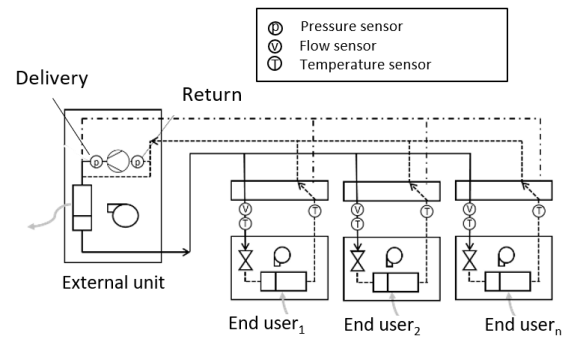 p Pressure sensor
V Flow sensor
T Temperature sensor
Delivery
Return
p p
V V V
T T T T T T
External unit
End user1 End user2 End usern